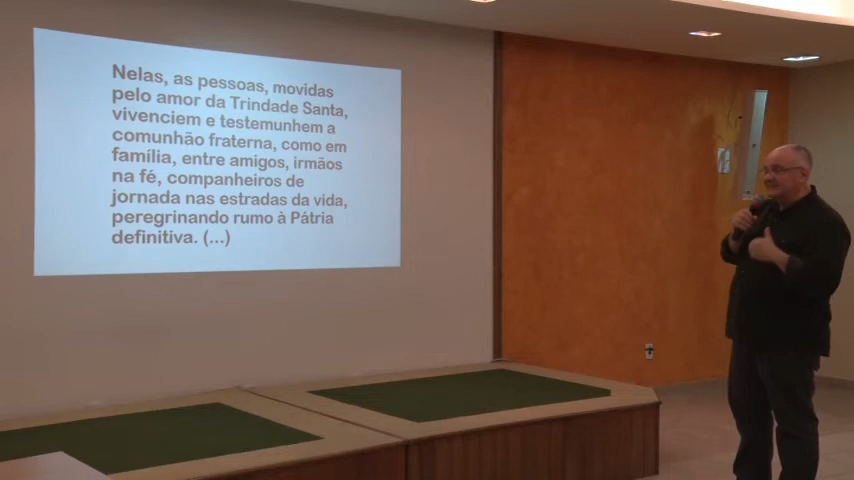 Nelas, as pessoas, movidas
pelo amor da Trindade Santa,
vivenciem e testemunhem a
comunhão fraterna, como em
família, entre amigos, irmãos
na fé, companheiros de
jornada nas estradas da vida,
peregrinando rumo à Pátria
definitiva. (...)